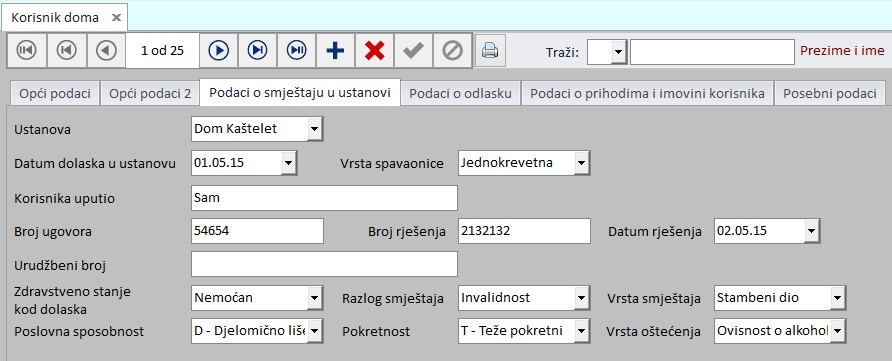 Korisnik doma
1 od 25 Traži: Prezime i ime
Opći podaci Opći podaci 2 Podaci o smještaju u ustanovi Podaci o odlasku Podaci o prihodima i imovini korisnika Posebni podaci
Ustanova Dom Kaštelet
Datum dolaska u ustanovu 01.05.15 Vrsta spavaonice Jednokrevetna
Korisnika uputio Sam
Broj ugovora 54654 Broj rješenja 2132132 Datum rješenja 02.05.15
Urudžbeni broj
Zdravstveno stanje
kod dolaska Nemoćan Razlog smještaja Invalidnost Vrsta smještaja Stambeni dio
Poslovna sposobnost D - Djelomično liše Pokretnost T - Teže pokretni Vrsta oštećenja Ovisnost o alkohol